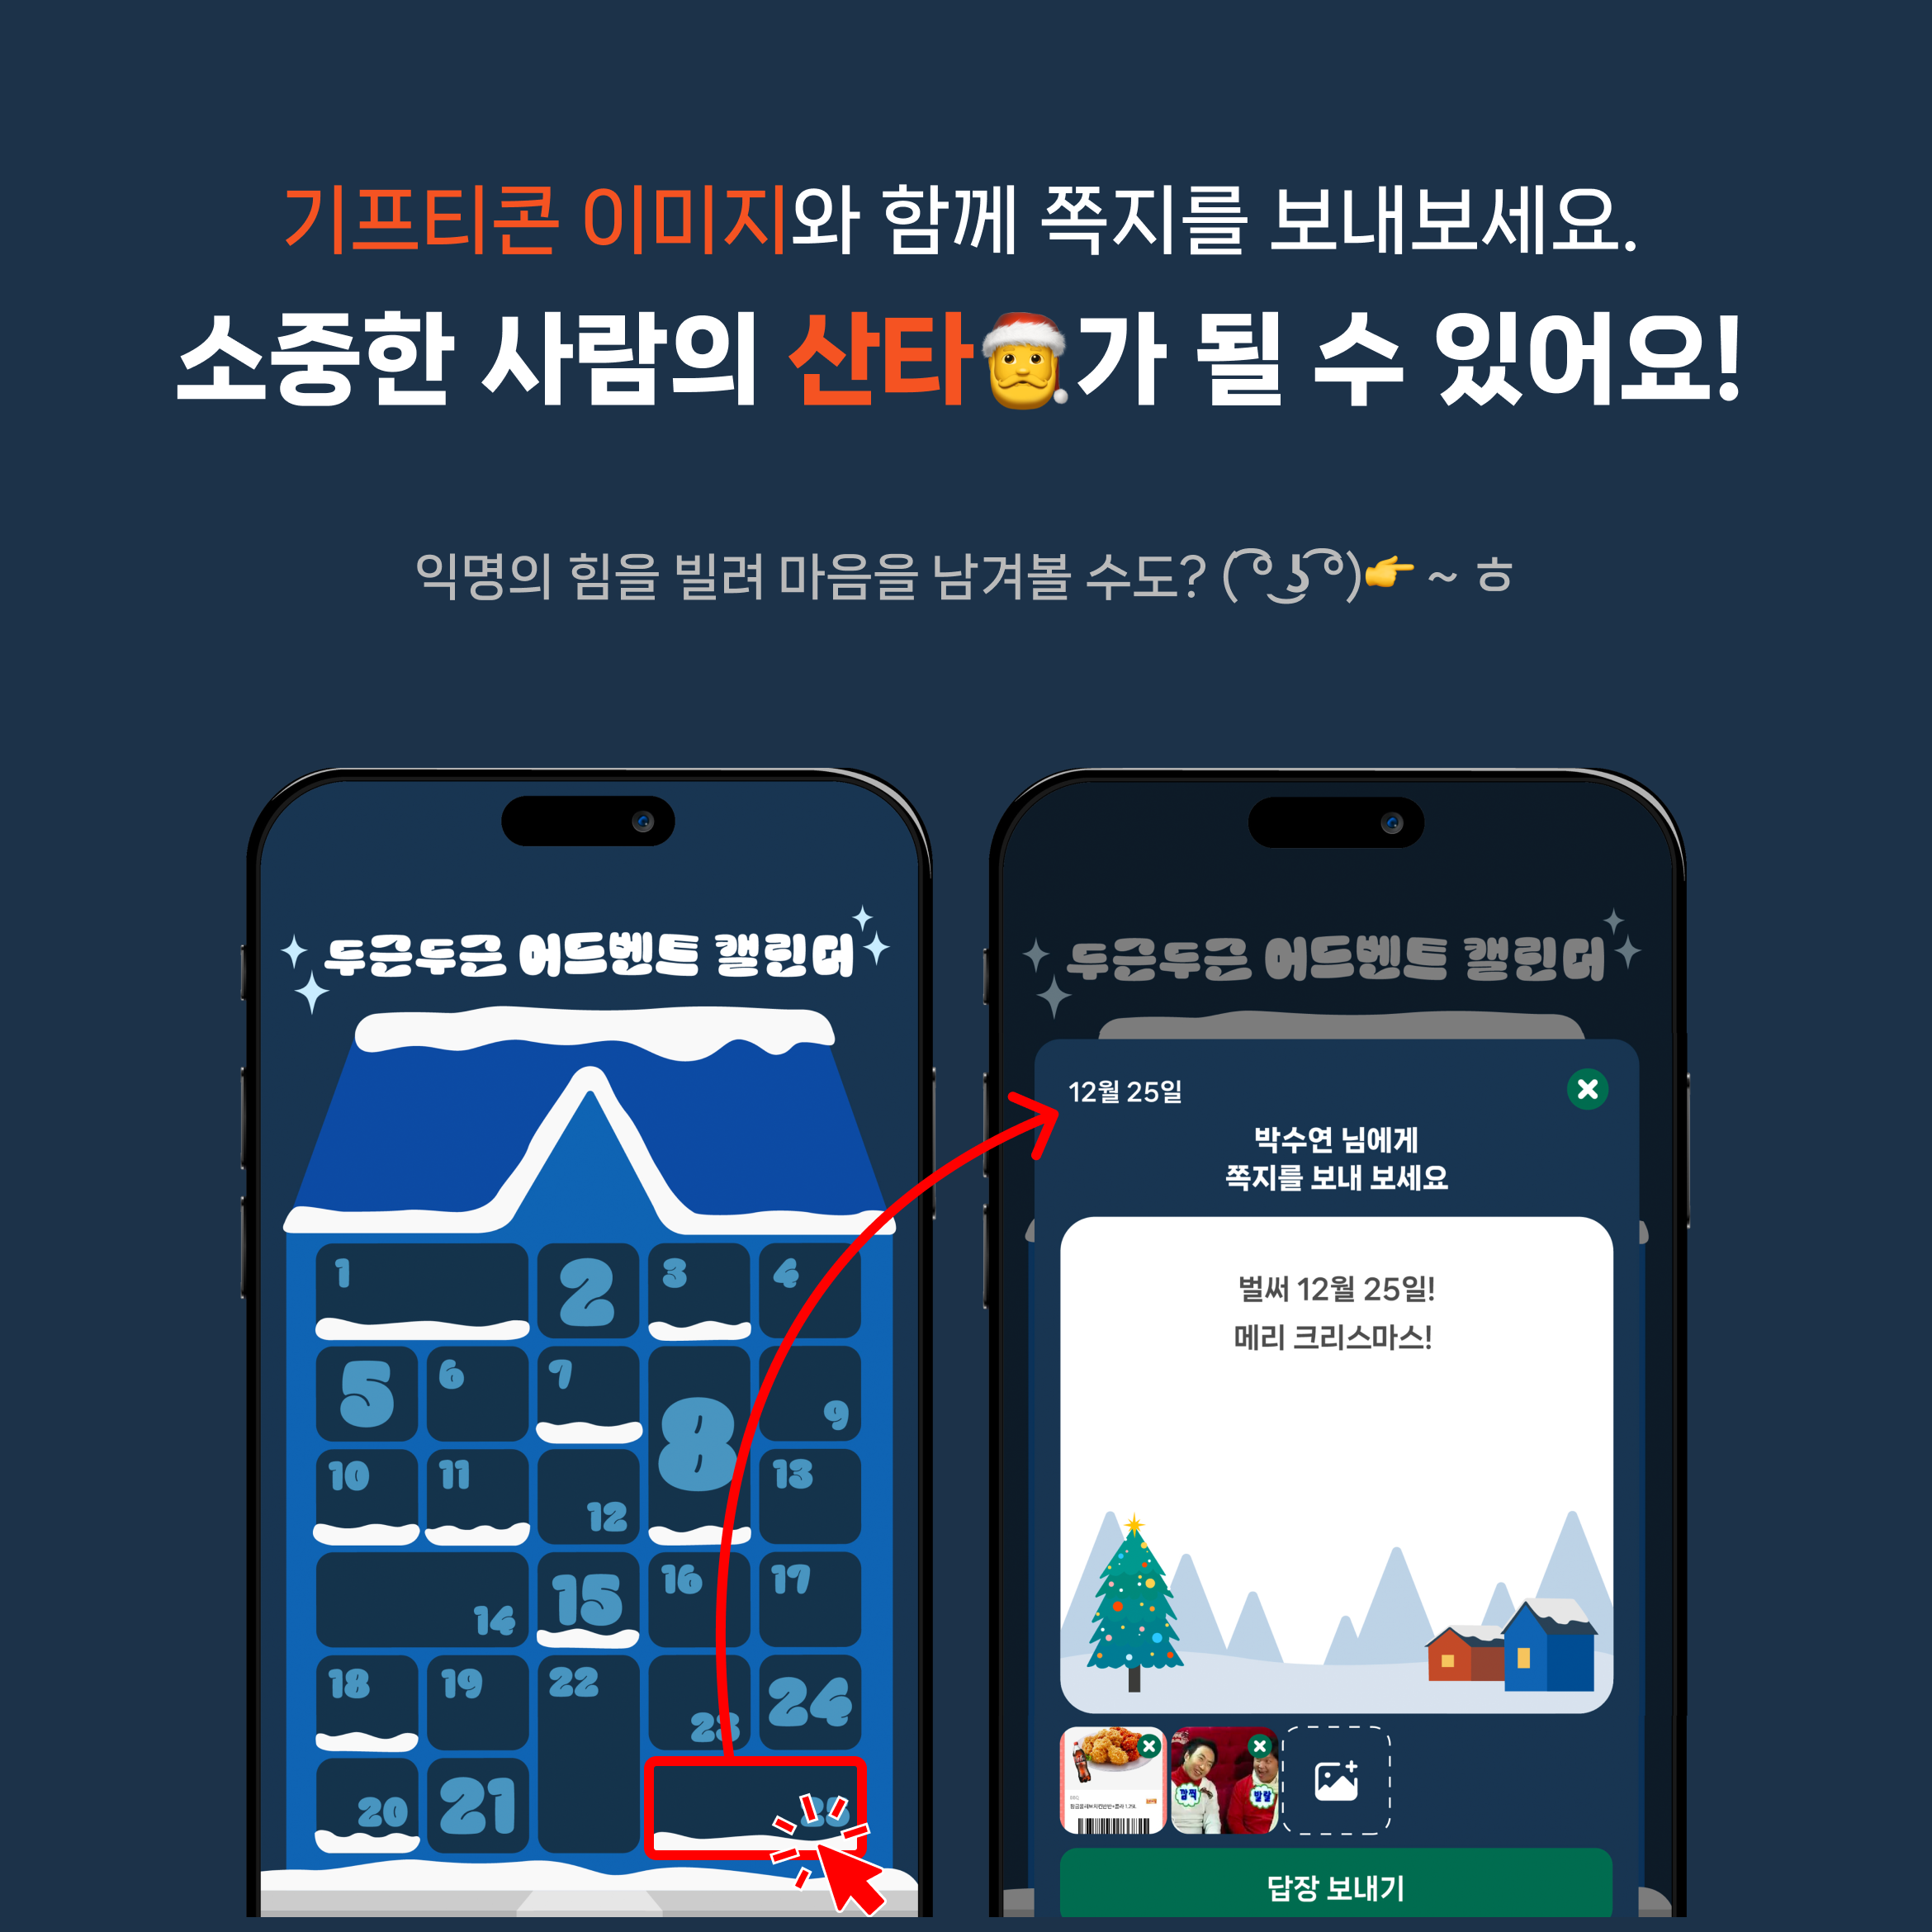 기프티콘 이미지와 함께 쪽지를 보내보세요.
소중한 사람의 산타🎅가 될 수 있어요!
익명의 힘을 빌려 마음을 남겨볼 수도? ( ͡° ͜ʖ ͡°)👉 ~ ㅎ
두근두근 어드벤트 캘린더
1
2
3
4
5
6
7
8
9
10
11
12
13
14
15
16
17
18
19
22
23
24
20
21
25
두근두근 어드벤트 캘린더
12월 25일
박수연 님에게
쪽지를 보내 보세요
벌써 12월 25일!
메리 크리스마스!
깜찍
발랄
답장 보내기